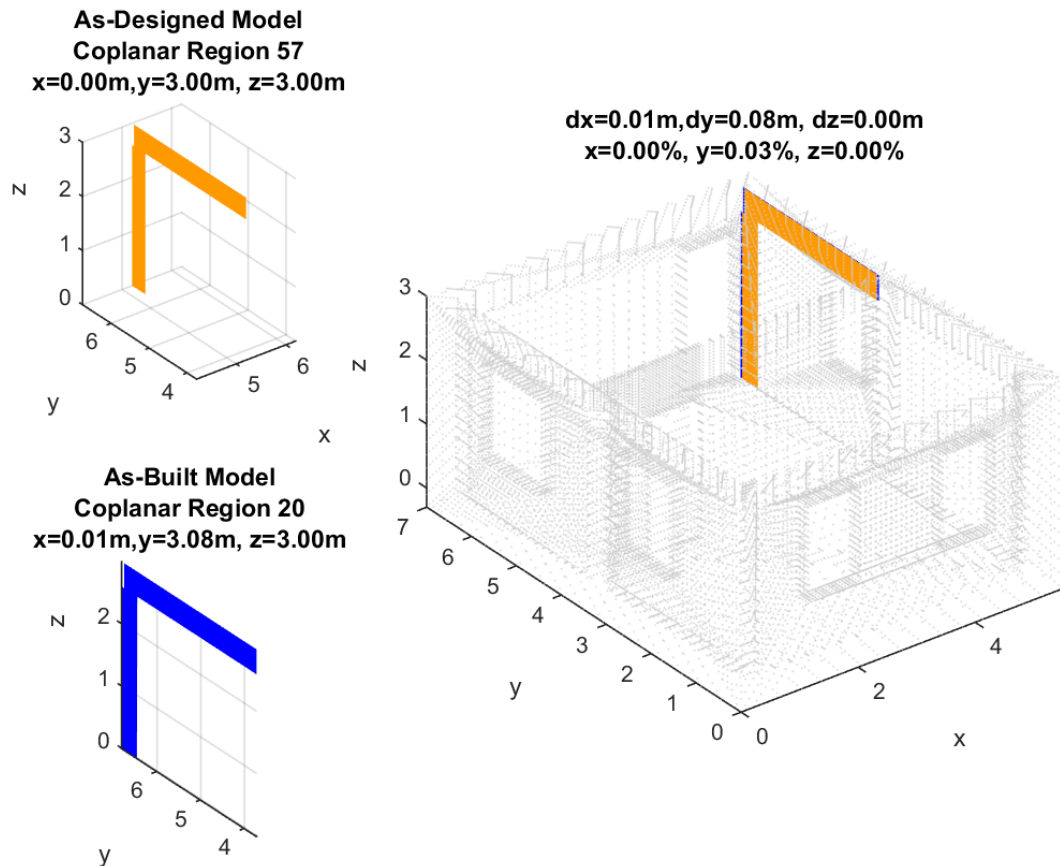 As-Designed Model
Coplanar Region 57
x=0.00m,y=3.00m, z=3.00m
3
2
1
0
z
6
5
4
y
5
6
x
As-Built Model
Coplanar Region 20
x=0.01m,y=3.08m, z=3.00m
2
1
0
z
6
5
4
y
dx=0.01m,dy=0.08m, dz=0.00m
x=0.00%, y=0.03%, z=0.00%
3
2
1
0
z
7
6
5
4
3
2
1
0
y
0
2
4
x